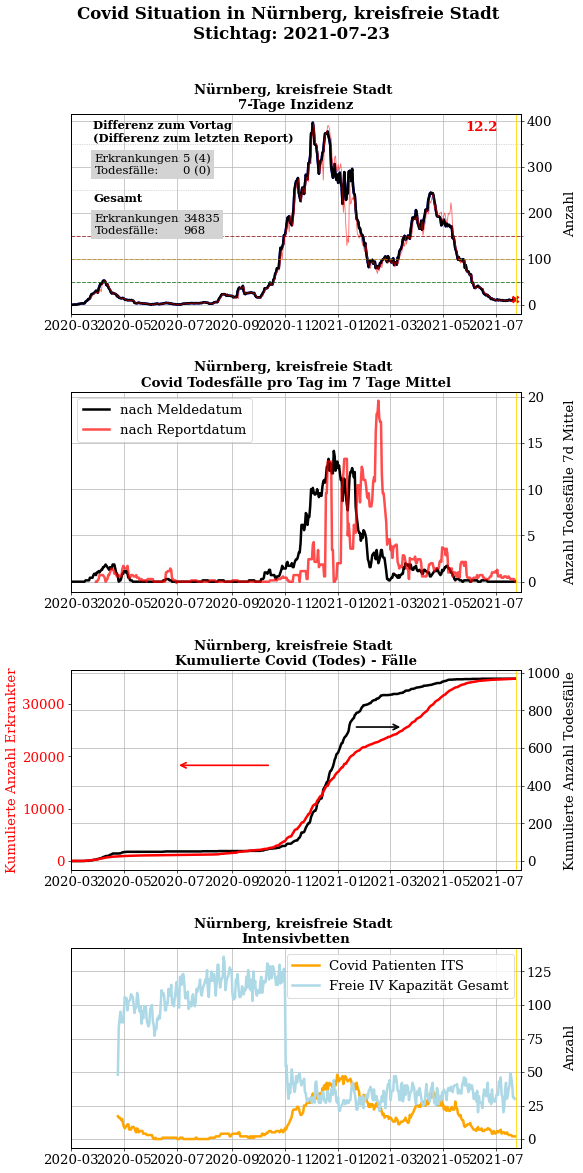 Covid Situation in Nürnberg, kreisfreie Stadt
Stichtag: 2021-07-23
Nürnberg, kreisfreie Stadt
7-Tage Inzidenz
Differenz zum Vortag
(Differenz zum letzten Report)
Erkrankungen 5 (4)
Todesfälle: 0 (0)
Gesamt
Erkrankungen 34835
Todesfälle: 968
12.2
400
300
200
100
0
Anzahl
2020-03 2020-05 2020-07 2020-09 2020-11 2021-01 2021-03 2021-05 2021-07
Nürnberg, kreisfreie Stadt
Covid Todesfälle pro Tag im 7 Tage Mittel
nach Meldedatum
nach Reportdatum
20
15
10
5
0
Anzahl Todesfälle 7d Mittel
2020-03 2020-05 2020-07 2020-09 2020-11 2021-01 2021-03 2021-05 2021-07
Nürnberg, kreisfreie Stadt
Kumulierte Covid (Todes) - Fälle
Kumulierte Anzahl Erkrankter
30000
20000
10000
0
1000
800
600
400
200
0
Kumulierte Anzahl Todesfälle
2020-03 2020-05 2020-07 2020-09 2020-11 2021-01 2021-03 2021-05 2021-07
Nürnberg, kreisfreie Stadt
Intensivbetten
Covid Patienten ITS
Freie IV Kapazität Gesamt
125
100
75
50
25
0
Anzahl
2020-03 2020-05 2020-07 2020-09 2020-11 2021-01 2021-03 2021-05 2021-07